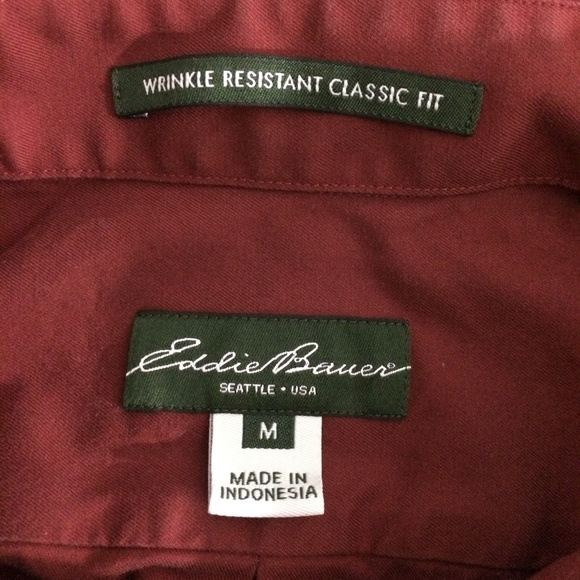 WRINKLE RESISTANT CLASSIC FIT
Eddie Bauer®
SEATTLE • USA
M
MADE IN
INDONESIA